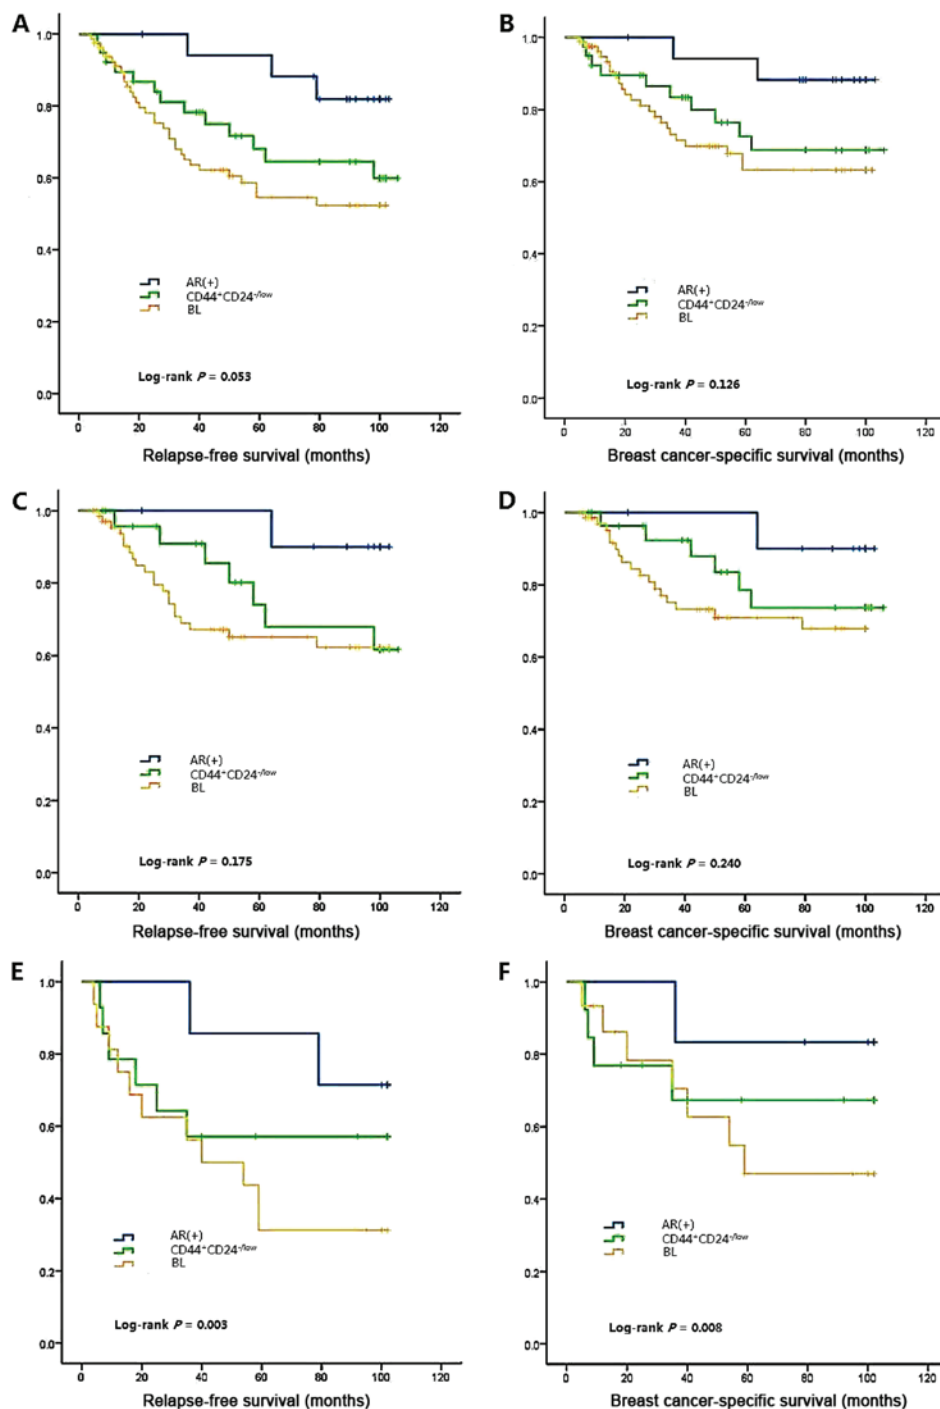 A
1.0
0.8
0.6
0.4
0.2
0.0
AR(+)
CD44⁺CD24⁻/ˡᵒʷ
BL
Log-rank P = 0.053
0 20 40 60 80 100 120
Relapse-free survival (months)
B
1.0
0.8
0.6
0.4
0.2
0.0
AR(+)
CD44⁺CD24⁻/ˡᵒʷ
BL
Log-rank P = 0.126
0 20 40 60 80 100 120
Breast cancer-specific survival (months)
C
1.0
0.8
0.6
0.4
0.2
0.0
AR(+)
CD44⁺CD24⁻/ˡᵒʷ
BL
Log-rank P = 0.175
0 20 40 60 80 100 120
Relapse-free survival (months)
D
1.0
0.8
0.6
0.4
0.2
0.0
AR(+)
CD44⁺CD24⁻/ˡᵒʷ
BL
Log-rank P = 0.240
0 20 40 60 80 100 120
Breast cancer-specific survival (months)
E
1.0
0.8
0.6
0.4
0.2
0.0
AR(+)
CD44⁺CD24⁻/ˡᵒʷ
BL
Log-rank P = 0.003
0 20 40 60 80 100 120
Relapse-free survival (months)
F
1.0
0.8
0.6
0.4
0.2
0.0
AR(+)
CD44⁺CD24⁻/ˡᵒʷ
BL
Log-rank P = 0.008
0 20 40 60 80 100 120
Breast cancer-specific survival (months)